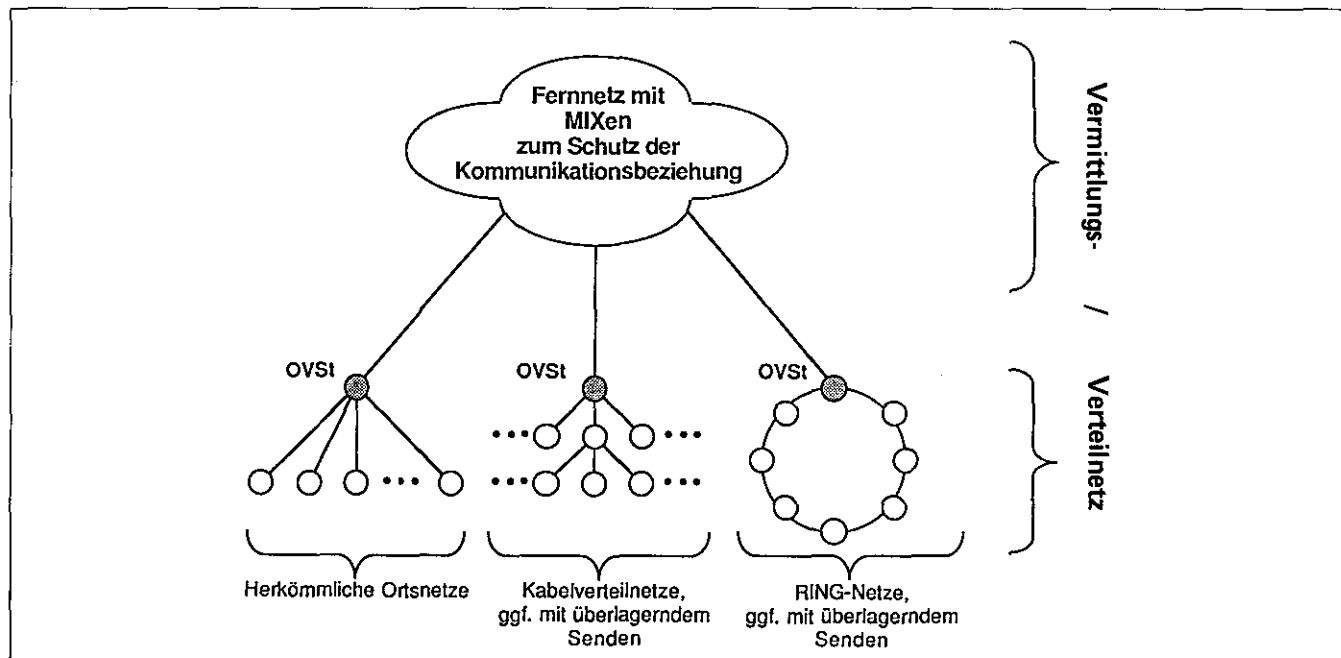 Fernnetz mit
MIXen
zum Schutz der
Kommunikationsbeziehung
Vermittlungs- / Verteilnetz
OVSt
OVSt
OVSt
Herkömmliche Ortsnetze
Kabelverteilnetze,
ggf. mit überlagerndem
Senden
RING-Netze,
ggf. mit überlagerndem
Senden